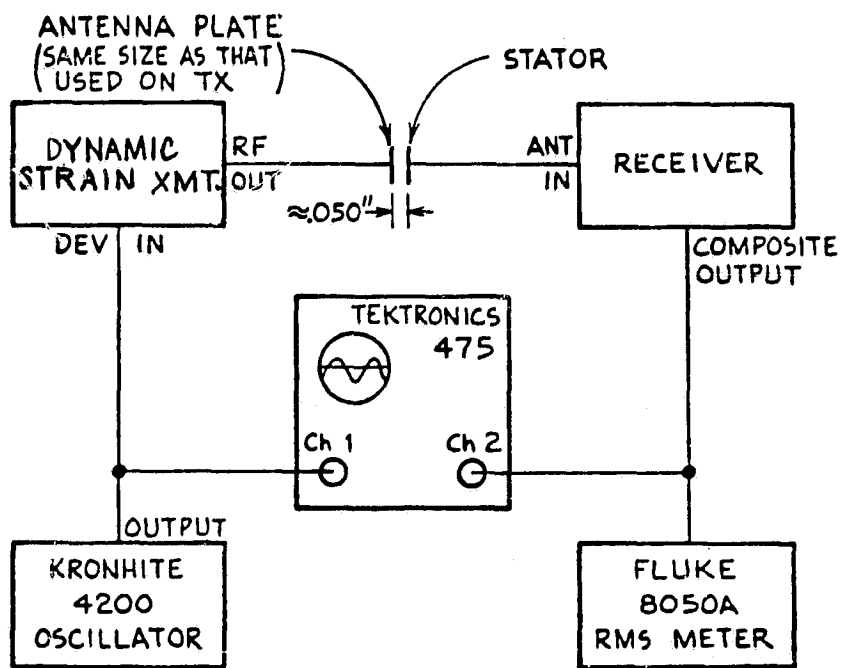 ANTENNA PLATE
(SAME SIZE AS THAT)
(USED ON TX)
STATOR
DYNAMIC
STRAIN XMT.
RF
OUT
ANT
IN
RECEIVER
≈.050"
DEV IN
COMPOSITE
OUTPUT
TEKTRONICS
475
Ch 1
Ch 2
OUTPUT
KRONHITE
4200
OSCILLATOR
FLUKE
8050A
RMS METER